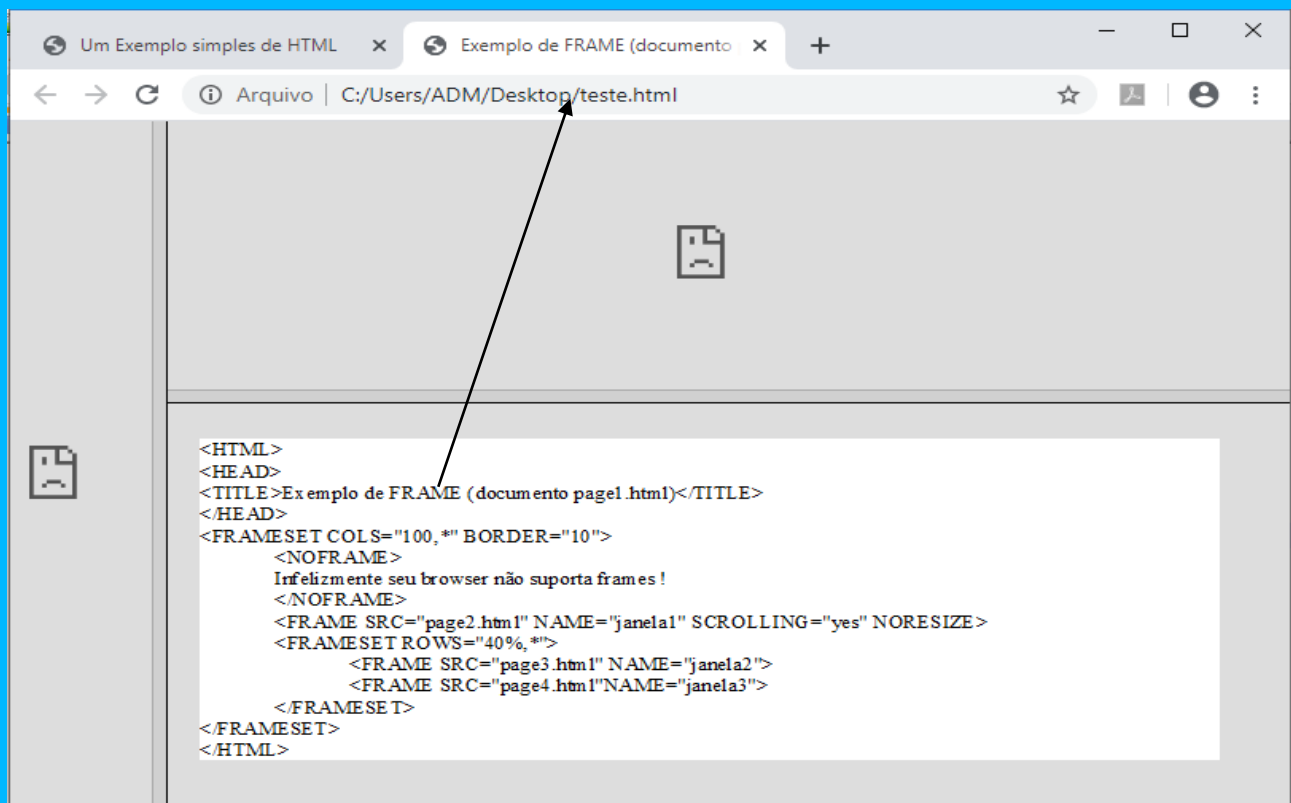 Um Exemplo simples de HTML
Exemplo de FRAME (documento
Arquivo | C:/Users/ADM/Desktop/teste.html
<HTML>
<HEAD>
<TITLE>Exemplo de FRAME (documento page1.html)</TITLE>
</HEAD>
<FRAMESET COLS="100,*" BORDER="10">
<NOFRAME>
Infelizmente seu browser não suporta frames !
</NOFRAME>
<FRAME SRC="page2.html" NAME="janela1" SCROLLING="yes" NORESIZE>
<FRAMESET ROWS="40%,*">
<FRAME SRC="page3.html" NAME="janela2">
<FRAME SRC="page4.html"NAME="janela3">
</FRAMESET>
</FRAMESET>
</HTML>